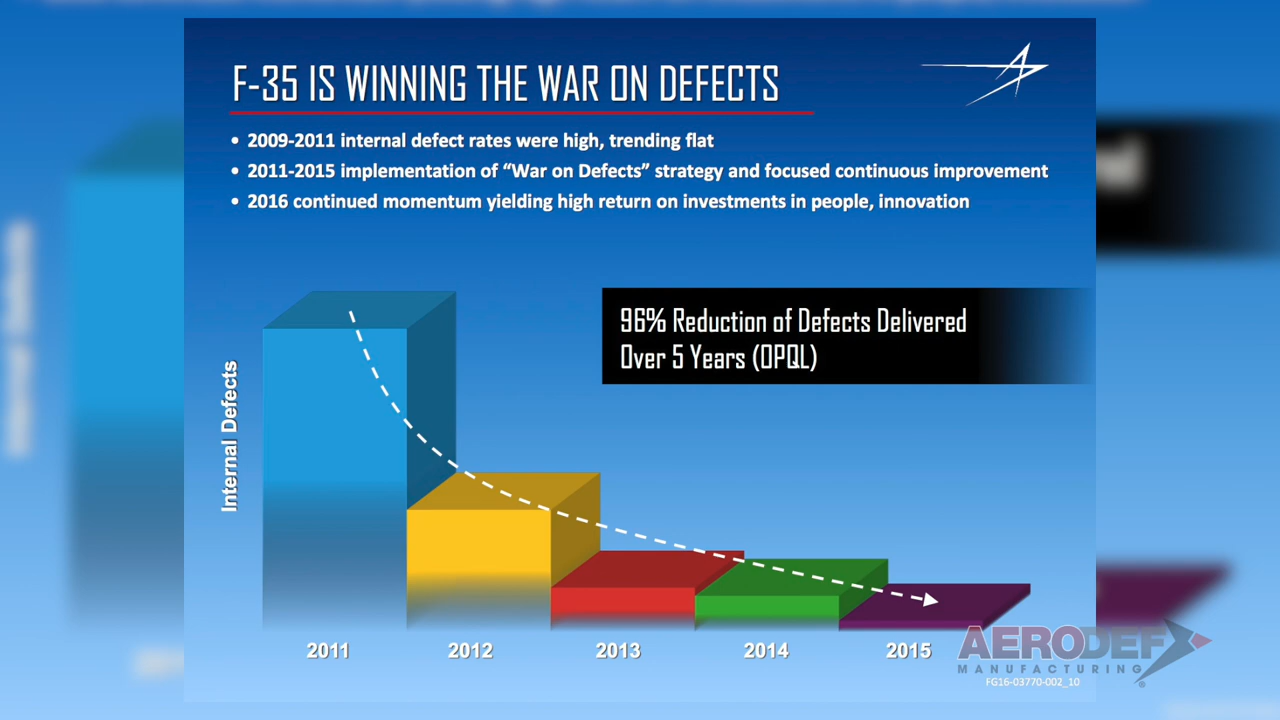 F-35 IS WINNING THE WAR ON DEFECTS
• 2009-2011 internal defect rates were high, trending flat
• 2011-2015 implementation of “War on Defects” strategy and focused continuous improvement
• 2016 continued momentum yielding high return on investments in people, innovation
96% Reduction of Defects Delivered
Over 5 Years (OPQL)
Internal Defects
2011
2012
2013
2014
2015
AERODEF
MANUFACTURING
®
FG16-03770-002_10